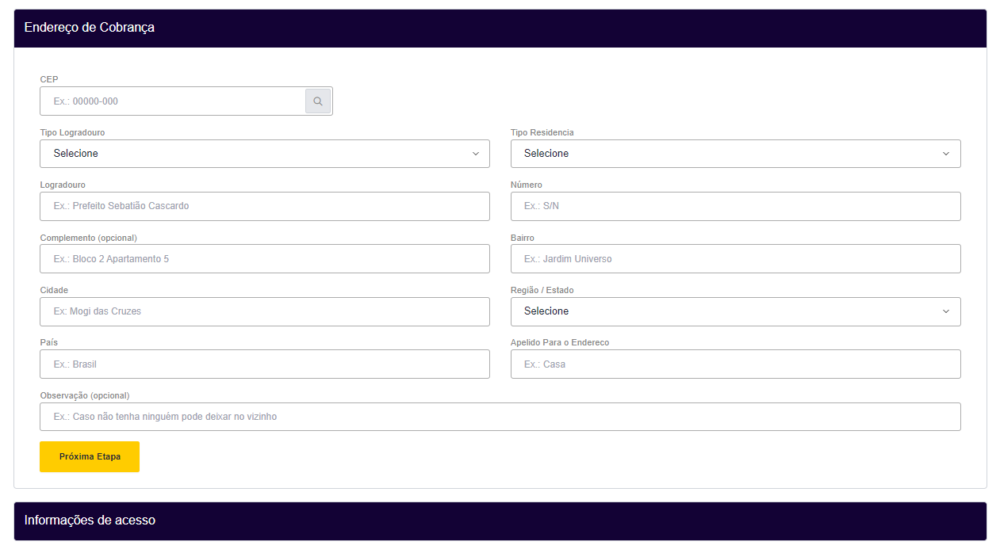 Endereço de Cobrança
CEP
Ex.: 00000-000
Tipo Logradouro
Tipo Residencia
Selecione
Selecione
Logradouro
Número
Ex.: Prefeito Sebatião Cascardo
Ex.: S/N
Complemento (opcional)
Bairro
Ex.: Bloco 2 Apartamento 5
Ex.: Jardim Universo
Cidade
Região / Estado
Ex: Mogi das Cruzes
Selecione
País
Apelido Para o Endereco
Ex.: Brasil
Ex.: Casa
Observação (opcional)
Ex.: Caso não tenha ninguém pode deixar no vizinho
Próxima Etapa
Informações de acesso